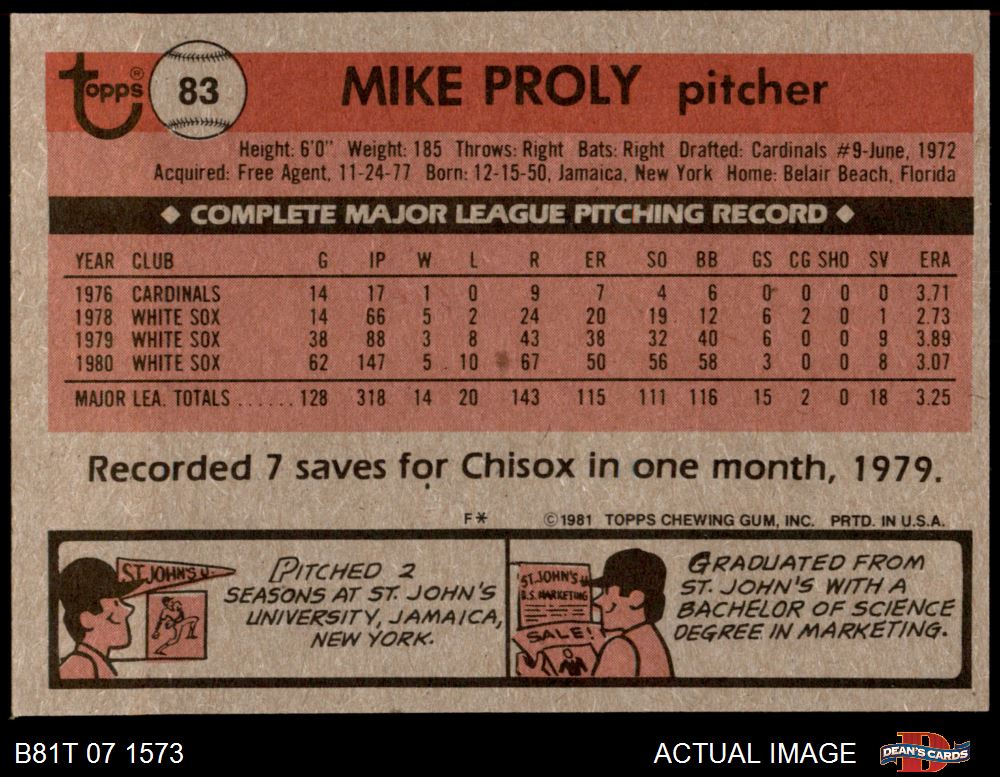 Topps® 83 MIKE PROLY pitcher
Height: 6'0" Weight: 185 Throws: Right Bats: Right Drafted: Cardinals #9-June, 1972
Acquired: Free Agent, 11-24-77 Born: 12-15-50, Jamaica, New York Home: Belair Beach, Florida
◆ COMPLETE MAJOR LEAGUE PITCHING RECORD ◆
YEAR CLUB G IP W L R ER SO BB GS CG SHO SV ERA
1976 CARDINALS 14 17 1 0 9 7 4 6 0 0 0 0 3.71
1978 WHITE SOX 14 66 5 2 24 20 19 12 6 2 0 1 2.73
1979 WHITE SOX 38 88 3 8 43 38 32 40 6 0 0 9 3.89
1980 WHITE SOX 62 147 5 10 67 50 56 58 3 0 0 8 3.07
MAJOR LEA. TOTALS ...... 128 318 14 20 143 115 111 116 15 2 0 18 3.25
Recorded 7 saves for Chisox in one month, 1979.
F* ©1981 TOPPS CHEWING GUM, INC. PRTD. IN U.S.A.
ST. JOHN'S U.
PITCHED 2
SEASONS AT ST. JOHN'S
UNIVERSITY, JAMAICA,
NEW YORK.
ST. JOHN'S U.
B.S. MARKETING
SALE!
GRADUATED FROM
ST. JOHN'S WITH A
BACHELOR OF SCIENCE
DEGREE IN MARKETING.
B81T 07 1573 ACTUAL IMAGE DEAN'S CARDS